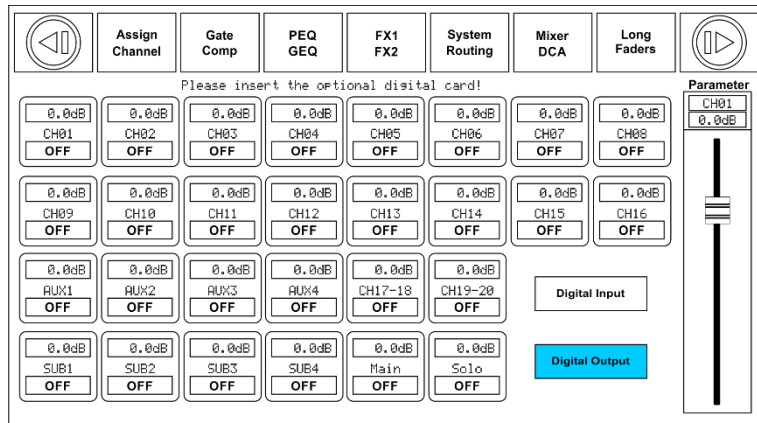 Assign Gate PEQ FX1 System Mixer Long
Channel Comp GEQ FX2 Routing DCA Faders
Please insert the optional digital card!
Parameter
CH01
0.0dB
0.0dB 0.0dB 0.0dB 0.0dB 0.0dB 0.0dB 0.0dB 0.0dB
CH01 CH02 CH03 CH04 CH05 CH06 CH07 CH08
OFF OFF OFF OFF OFF OFF OFF OFF
0.0dB 0.0dB 0.0dB 0.0dB 0.0dB 0.0dB 0.0dB 0.0dB
CH09 CH10 CH11 CH12 CH13 CH14 CH15 CH16
OFF OFF OFF OFF OFF OFF OFF OFF
0.0dB 0.0dB 0.0dB 0.0dB 0.0dB 0.0dB
AUX1 AUX2 AUX3 AUX4 CH17-18 CH19-20
OFF OFF OFF OFF OFF OFF
Digital Input
0.0dB 0.0dB 0.0dB 0.0dB 0.0dB 0.0dB
SUB1 SUB2 SUB3 SUB4 Main Solo
OFF OFF OFF OFF OFF OFF
Digital Output